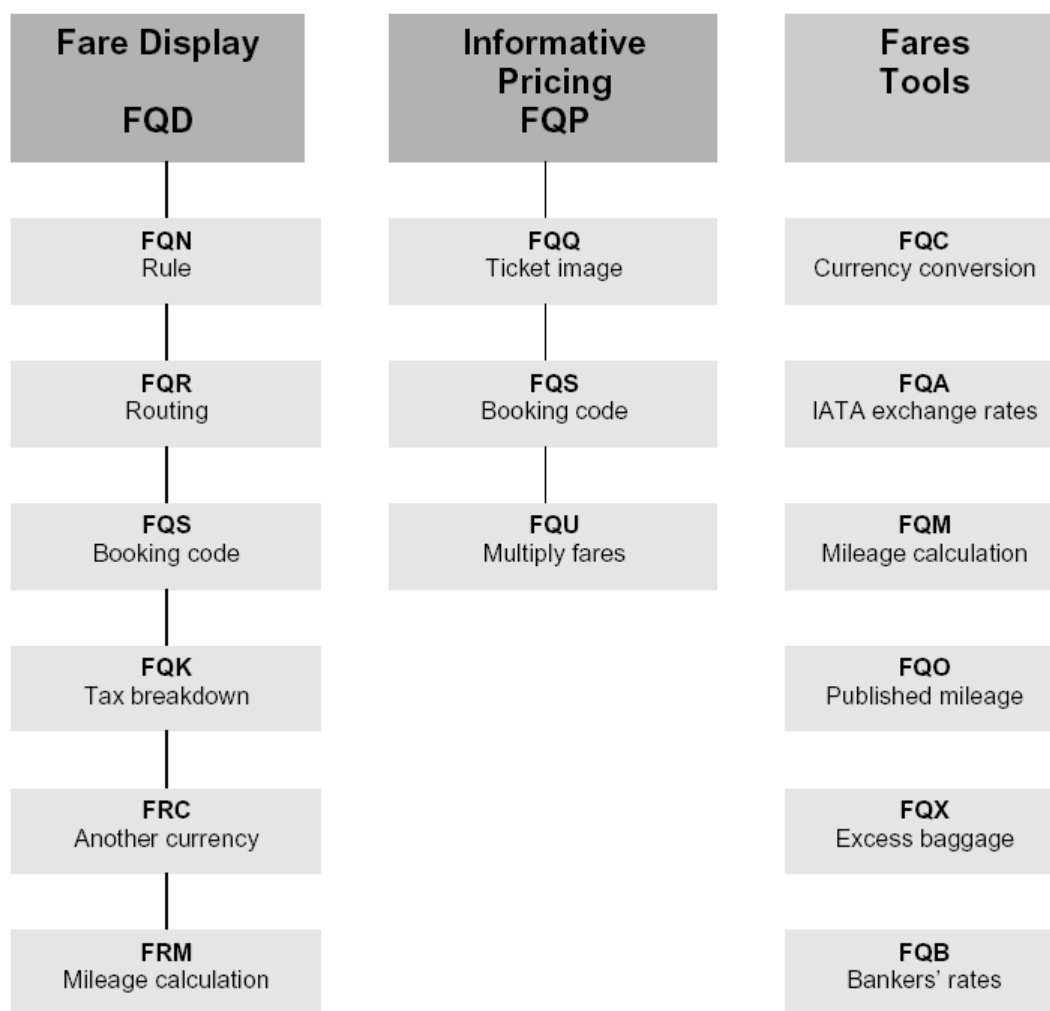 Fare Display
FQD
FQN
Rule
FQR
Routing
FQS
Booking code
FQK
Tax breakdown
FRC
Another currency
FRM
Mileage calculation
Informative
Pricing
FQP
FQQ
Ticket image
FQS
Booking code
FQU
Multiply fares
Fares
Tools
FQC
Currency conversion
FQA
IATA exchange rates
FQM
Mileage calculation
FQO
Published mileage
FQX
Excess baggage
FQB
Bankers' rates